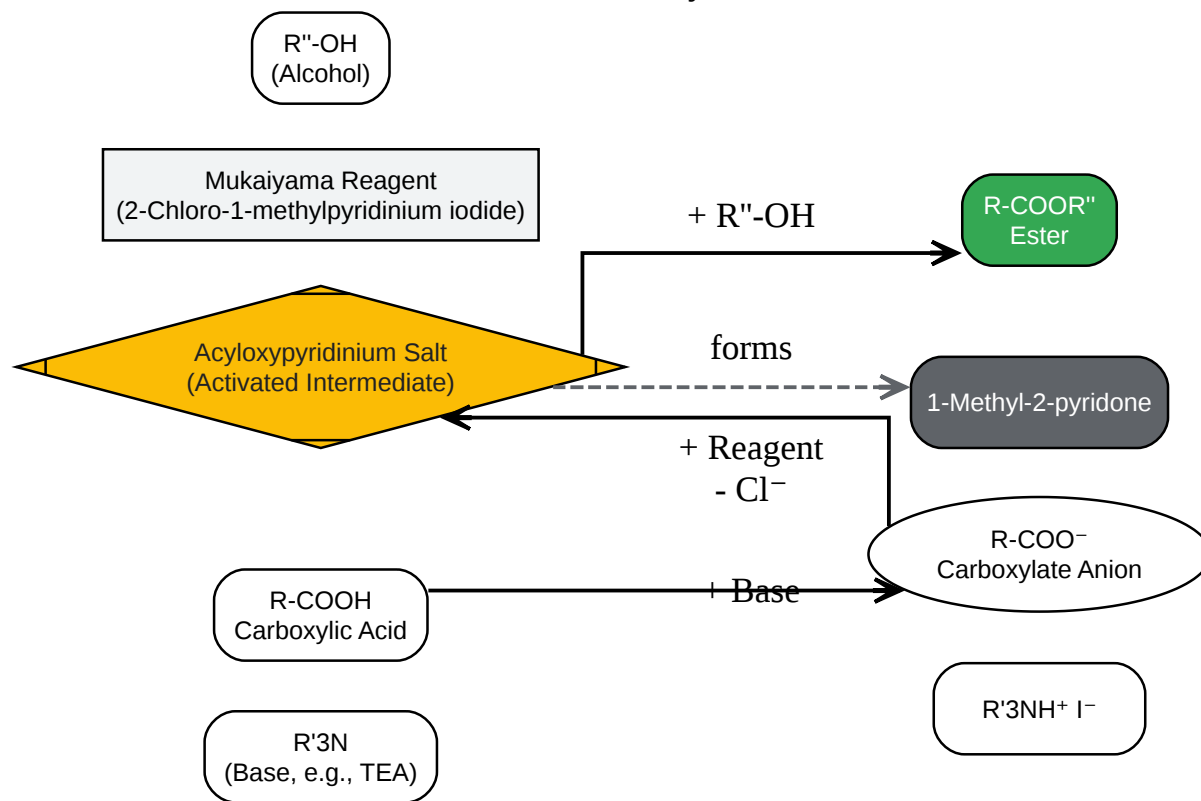 R"-OH
(Alcohol)
Mukaiyama Reagent
(2-Chloro-1-methylpyridinium iodide)
+ R"-OH
R-COOR"
Ester
Acyloxypyridinium Salt
(Activated Intermediate)
forms
1-Methyl-2-pyridone
+ Reagent
- Cl⁻
R-COO⁻
Carboxylate Anion
R-COOH
Carboxylic Acid
+ Base
R'3N
(Base, e.g., TEA)
R'3NH⁺ I⁻